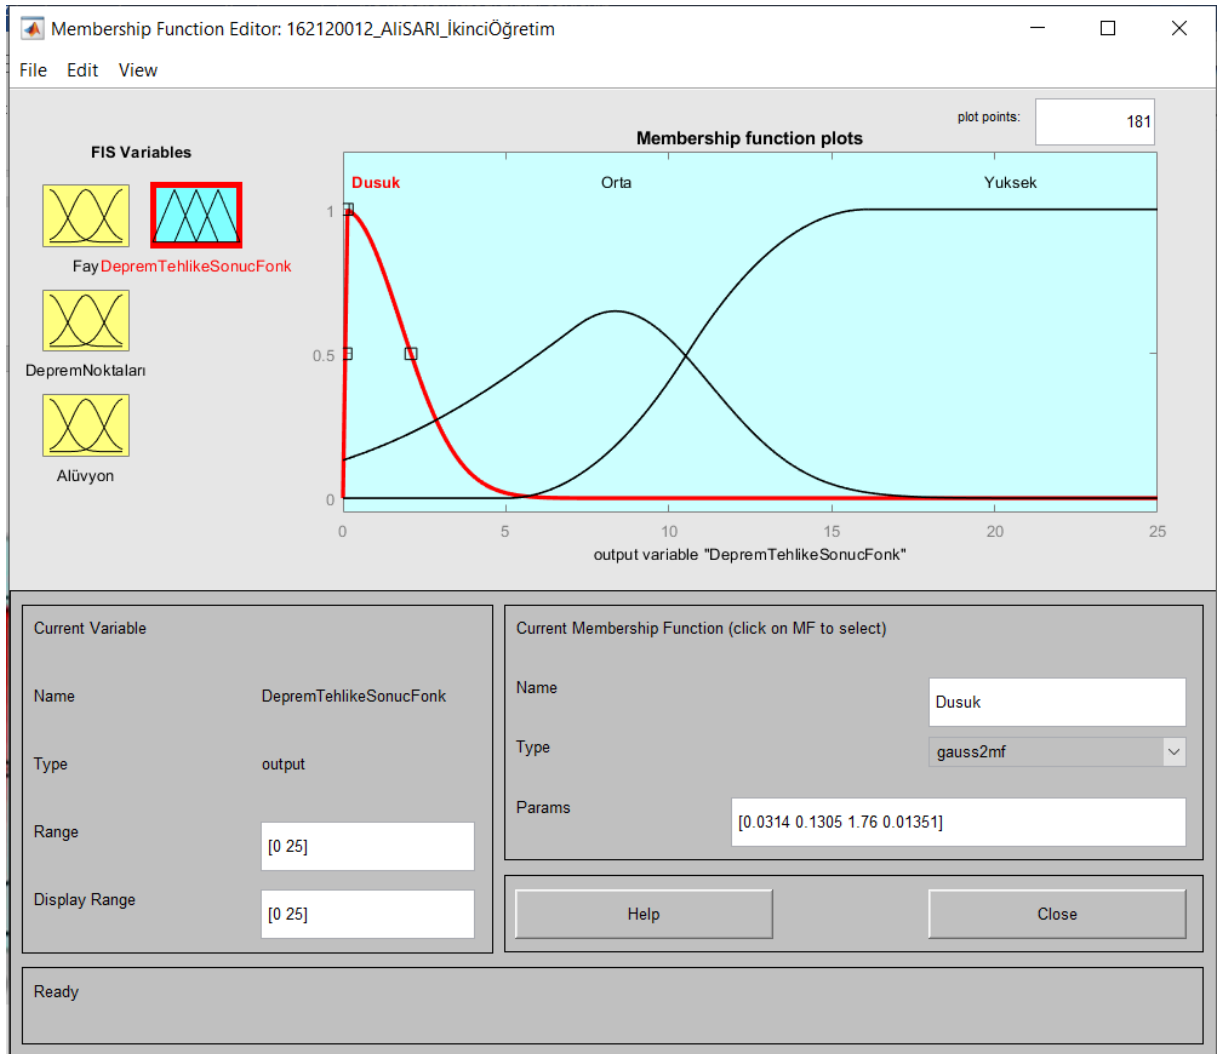 Membership Function Editor: 162120012_AliSARI_İkinciÖğretim
File Edit View
plot points:
181
FIS Variables
Membership function plots
Dusuk
Orta
Yuksek
Fay
DepremTehlikeSonucFonk
DepremNoktaları
Alüvyon
1
0.5
0
0
5
10
15
20
25
output variable "DepremTehlikeSonucFonk"
Current Variable
Name
DepremTehlikeSonucFonk
Type
output
Range
[0 25]
Display Range
[0 25]
Current Membership Function (click on MF to select)
Name
Dusuk
Type
gauss2mf
Params
[0.0314 0.1305 1.76 0.01351]
Help
Close
Ready